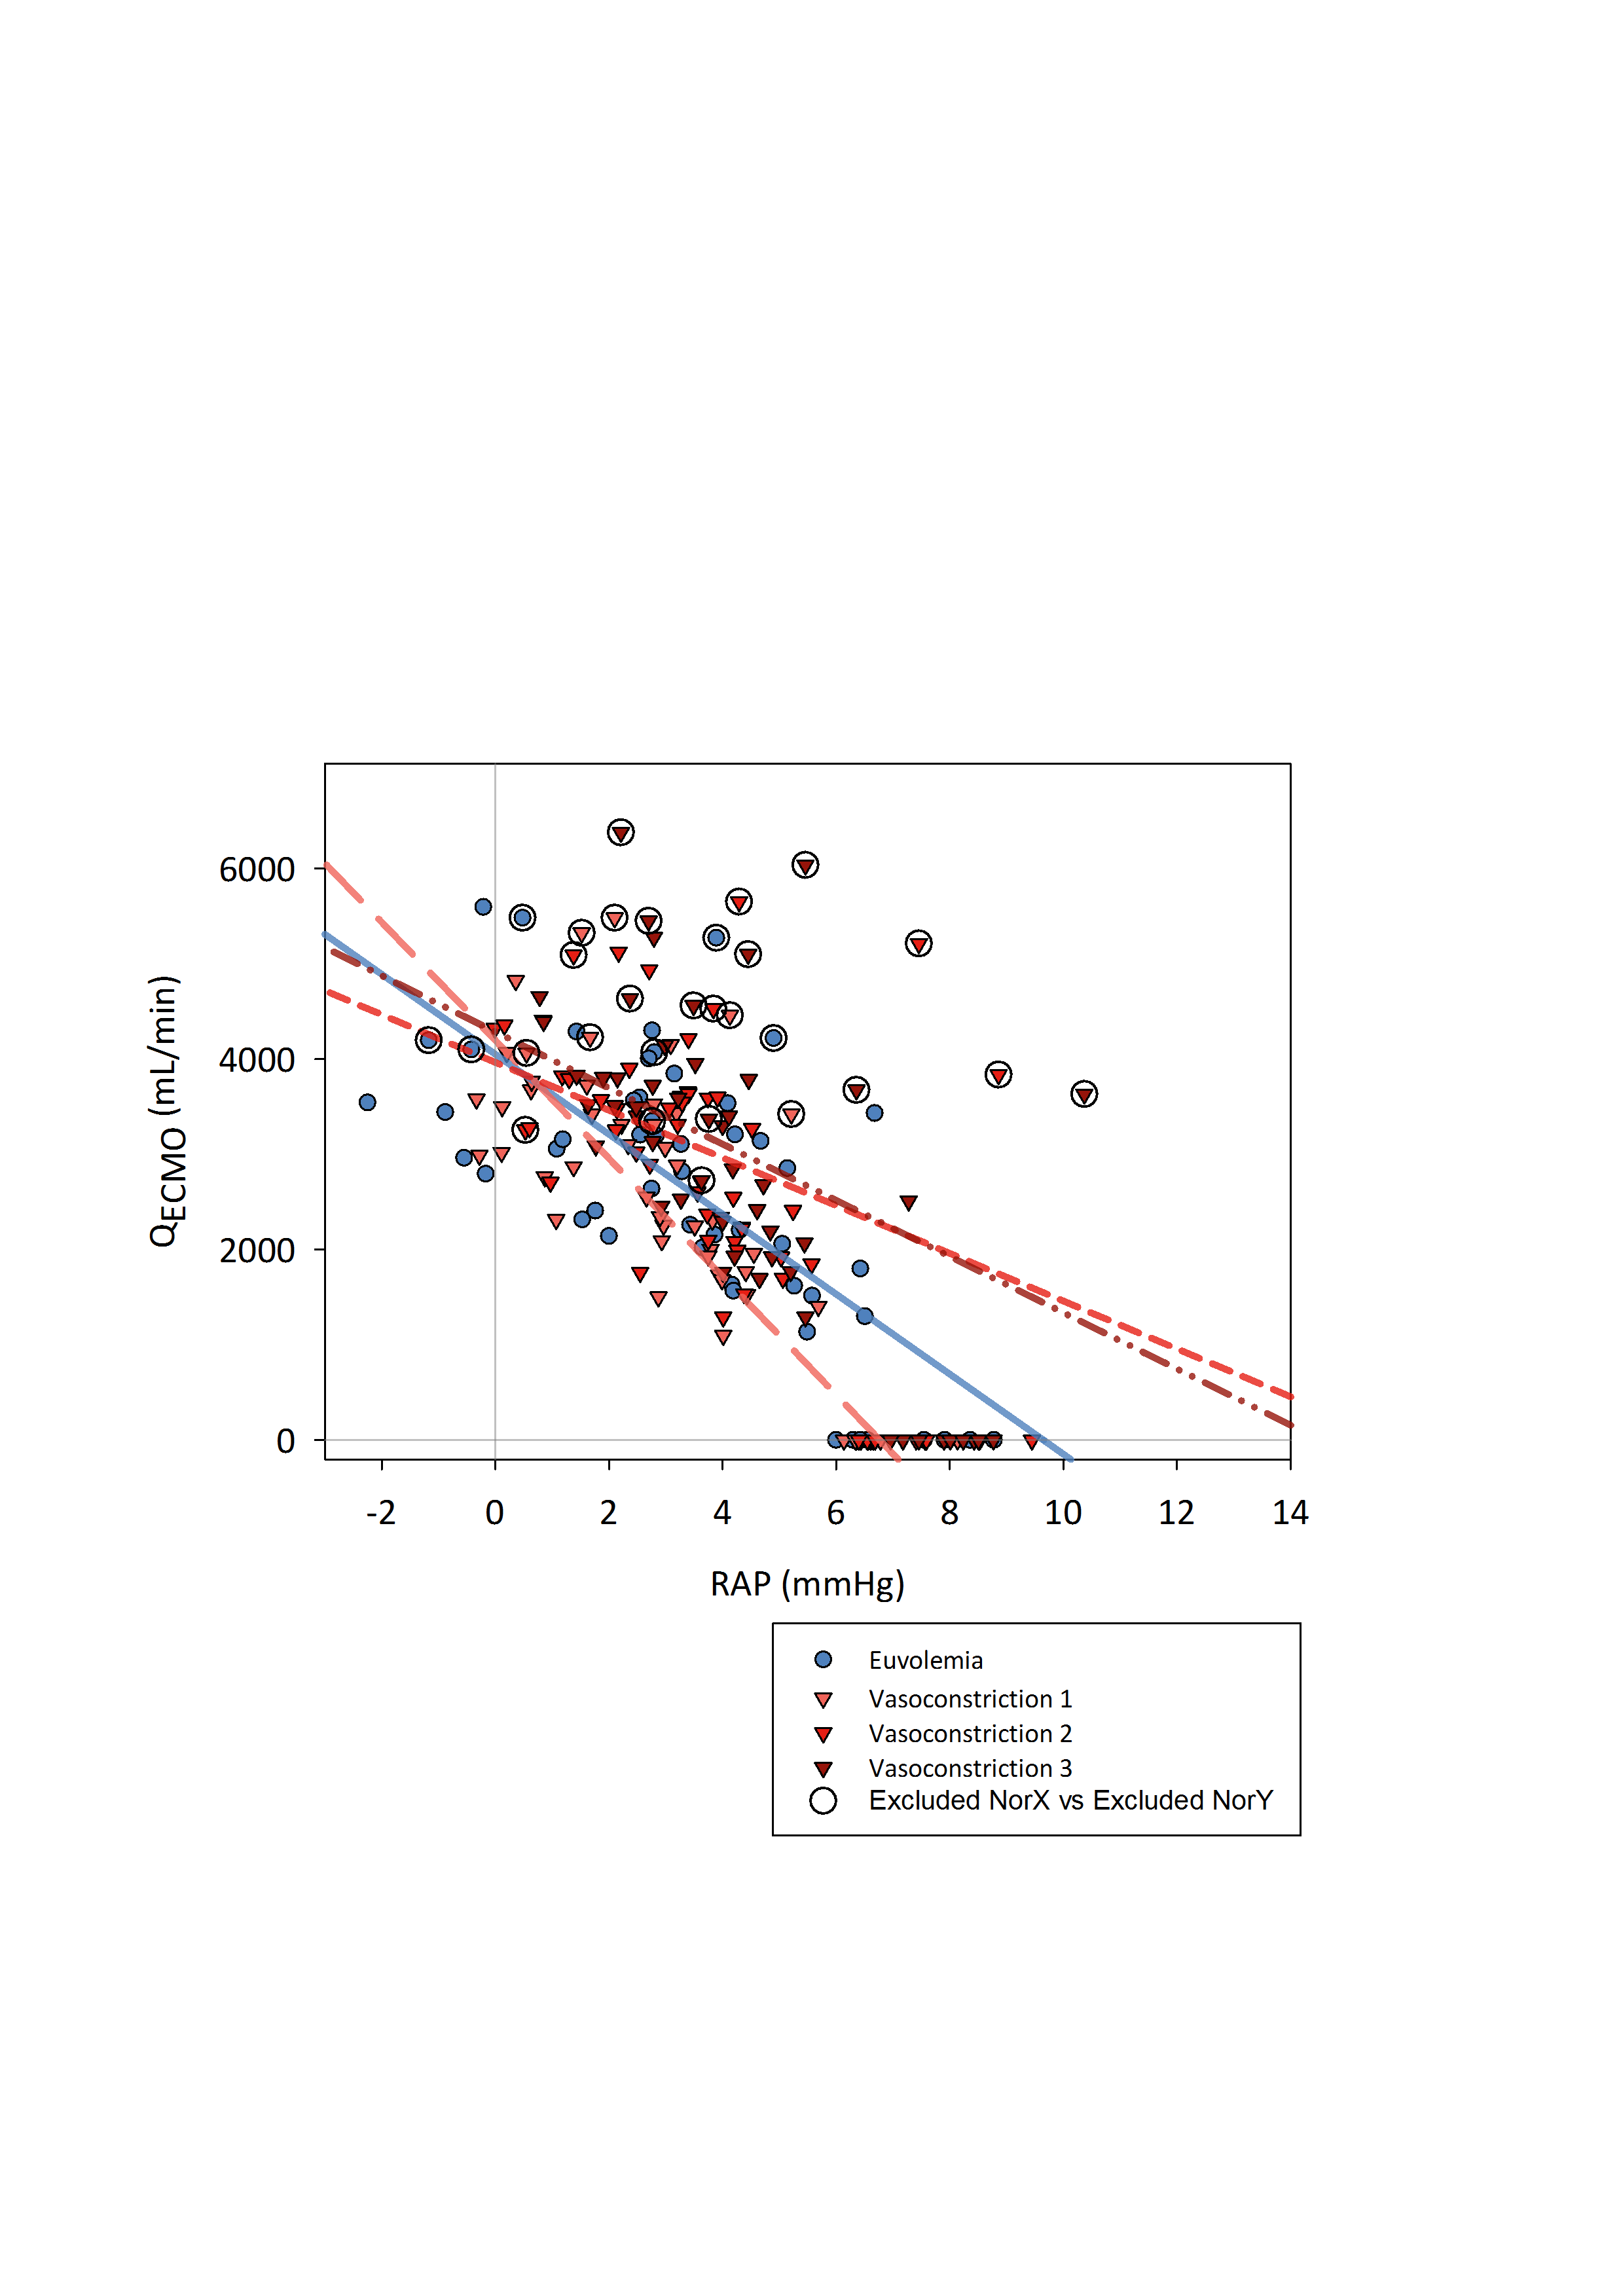 6000
4000
2000
0
QECMO (mL/min)
-2 0 2 4 6 8 10 12 14
RAP (mmHg)
Euvolemia
Vasoconstriction 1
Vasoconstriction 2
Vasoconstriction 3
Excluded NorX vs Excluded NorY